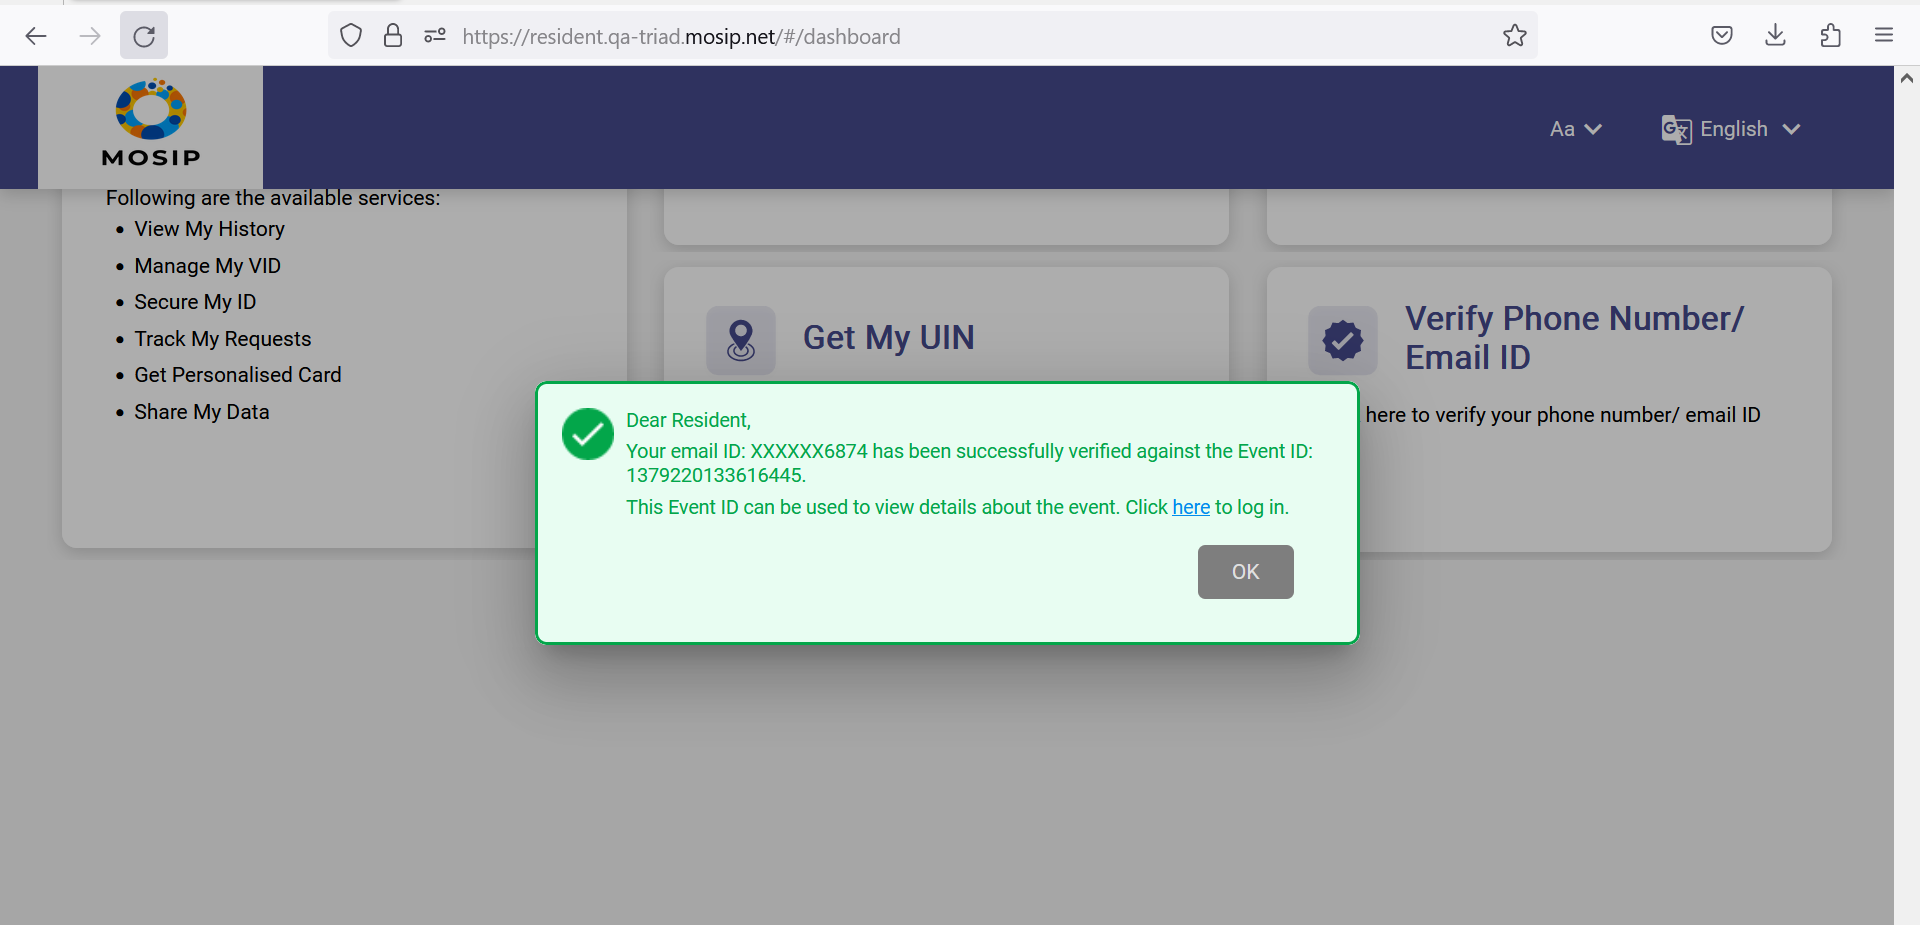 https://resident.qa-triad.mosip.net/#/dashboard
MOSIP
Aa
English
Following are the available services:
• View My History
• Manage My VID
• Secure My ID
• Track My Requests
• Get Personalised Card
• Share My Data
Get My UIN
Verify Phone Number/
Email ID
here to verify your phone number/ email ID
Dear Resident,
Your email ID: XXXXXX6874 has been successfully verified against the Event ID:
1379220133616445.
This Event ID can be used to view details about the event. Click here to log in.
OK